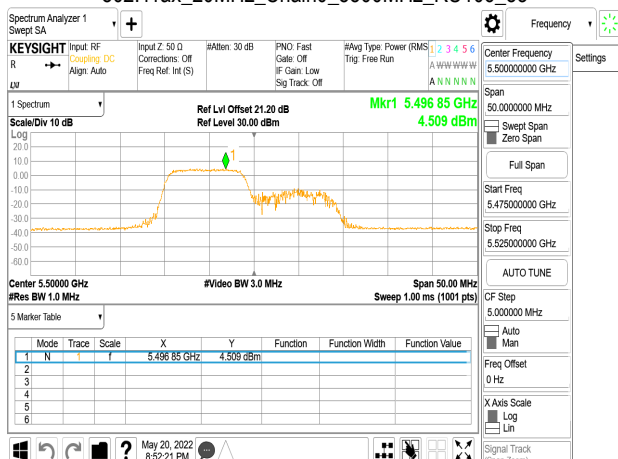 Spectrum Analyzer 1
Swept SA
Frequency
KEYSIGHT
R
Input: RF
Coupling: DC
Align: Auto
Input Z: 50 Ω
Corrections: Off
Freq Ref: Int (S)
#Atten: 30 dB
PNO: Fast
Gate: Off
IF Gain: Low
Sig Track: Off
#Avg Type: Power (RMS
Trig: Free Run
1 2 3 4 5 6
A W W W W W
A N N N N N
Center Frequency
5.500000000 GHz
Settings
Span
50.0000000 MHz
Swept Span
Zero Span
Full Span
Start Freq
5.475000000 GHz
Stop Freq
5.525000000 GHz
AUTO TUNE
CF Step
5.000000 MHz
Auto
Man
Freq Offset
0 Hz
X Axis Scale
Log
Lin
Signal Track
1 Spectrum
Scale/Div 10 dB
Ref Lvl Offset 21.20 dB
Ref Level 30.00 dBm
Mkr1 5.496 85 GHz
4.509 dBm
Log
20.0
10.0
0.00
-10.0
-20.0
-30.0
-40.0
-50.0
-60.0
1
Center 5.50000 GHz
#Res BW 1.0 MHz
#Video BW 3.0 MHz
Span 50.00 MHz
Sweep 1.00 ms (1001 pts)
5 Marker Table
Mode Trace Scale X Y Function Function Width Function Value
1 N 1 f 5.496 85 GHz 4.509 dBm
2
3
4
5
6
?
May 20, 2022
8:52:21 PM